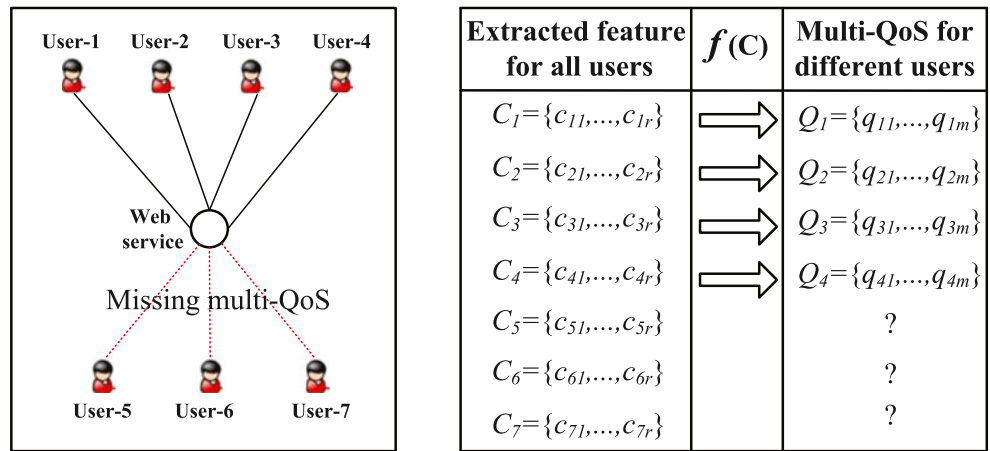 User-1 User-2 User-3 User-4
Web
service
Missing multi-QoS
User-5 User-6 User-7
Extracted feature
for all users
f(C)
Multi-QoS for
different users
C1={c11,...,c1r} Q1={q11,...,q1m}
C2={c21,...,c2r} Q2={q21,...,q2m}
C3={c31,...,c3r} Q3={q31,...,q3m}
C4={c41,...,c4r} Q4={q41,...,q4m}
C5={c51,...,c5r} ?
C6={c61,...,c6r} ?
C7={c71,...,c7r} ?